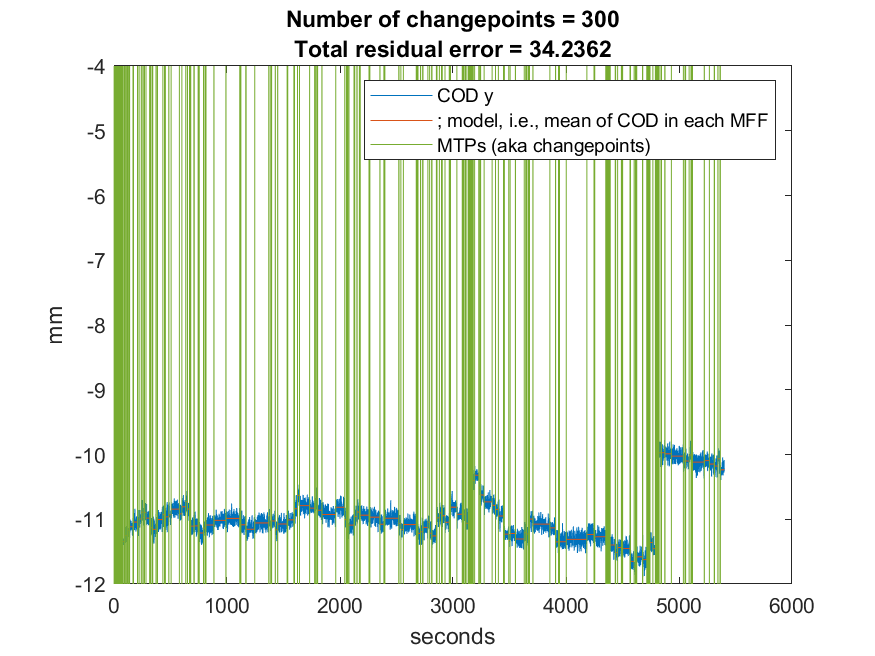 Number of changepoints = 300
Total residual error = 34.2362
-4
COD y
; model, i.e., mean of COD in each MFF
MTPs (aka changepoints)
-5
-6
-7
-8
mm
-9
-10
-11
-12
0 1000 2000 3000 4000 5000 6000
seconds